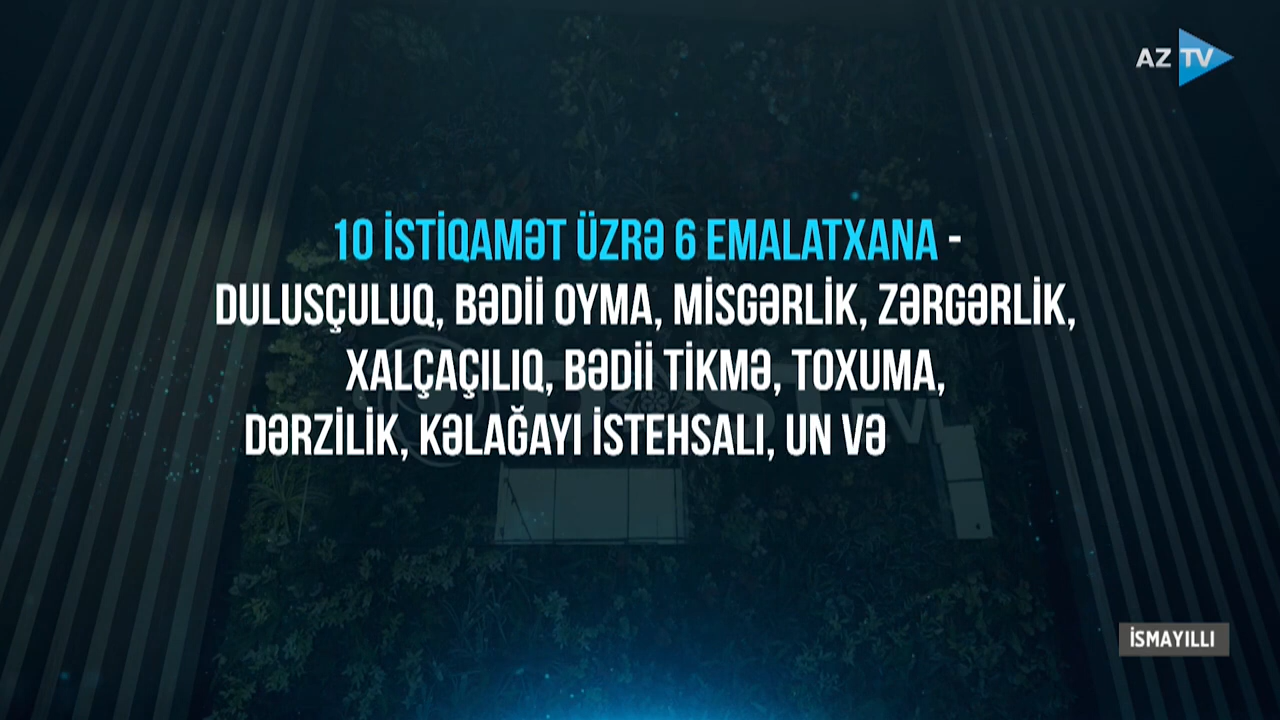 AZ TV
10 İSTİQAMƏT ÜZRƏ 6 EMALATXANA -
DULUSÇULUQ, BƏDİİ OYMA, MİSGƏRLİK, ZƏRGƏRLİK,
XALÇAÇILIQ, BƏDİİ TİKMƏ, TOXUMA,
DƏRZİLİK, KƏLAĞAYI İSTEHSALI, UN VƏ
EVİ
İSMAYILLI